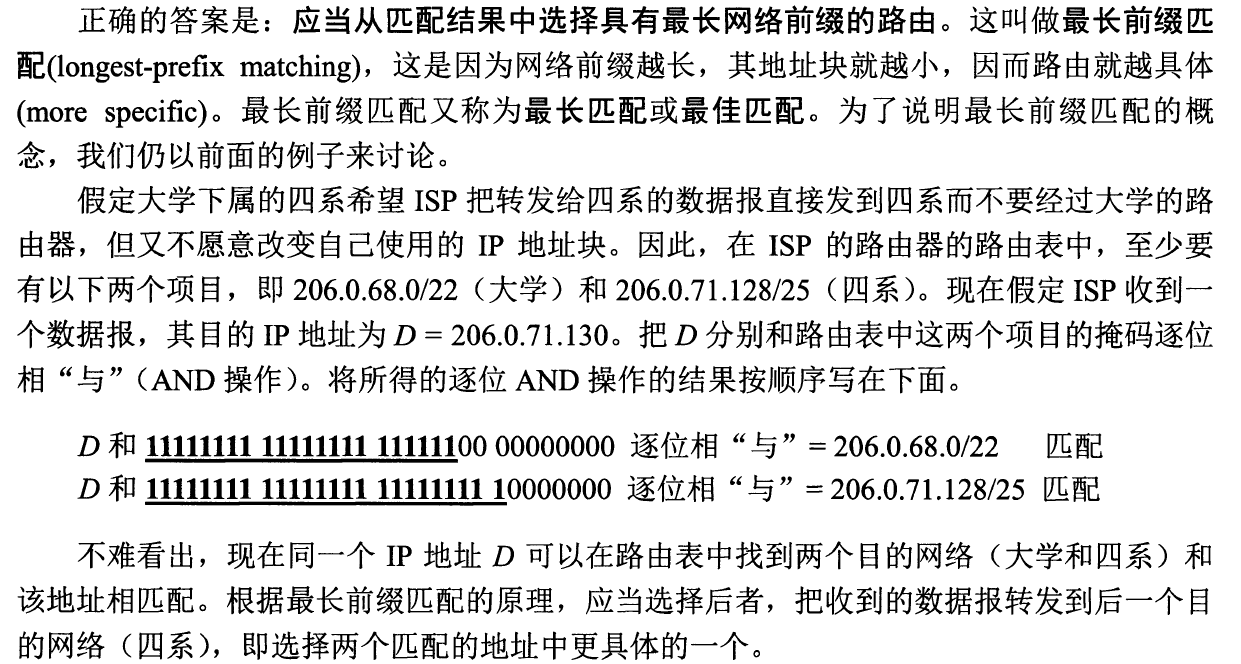 正确的答案是：应当从匹配结果中选择具有最长网络前缀的路由。这叫做最长前缀匹
配(longest-prefix matching)，这是因为网络前缀越长，其地址块就越小，因而路由就越具体
(more specific)。最长前缀匹配又称为最长匹配或最佳匹配。为了说明最长前缀匹配的概
念，我们仍以前面的例子来讨论。
假定大学下属的四系希望 ISP 把转发给四系的数据报直接发到四系而不要经过大学的路
由器，但又不愿意改变自己使用的 IP 地址块。因此，在 ISP 的路由器的路由表中，至少要
有以下两个项目，即 206.0.68.0/22（大学）和 206.0.71.128/25（四系）。现在假定 ISP 收到一
个数据报，其目的 IP 地址为 D = 206.0.71.130。把 D 分别和路由表中这两个项目的掩码逐位
相“与”（AND 操作）。将所得的逐位 AND 操作的结果按顺序写在下面。
D 和 11111111 11111111 11111100 00000000 逐位相“与”= 206.0.68.0/22 匹配
D 和 11111111 11111111 11111111 10000000 逐位相“与”= 206.0.71.128/25 匹配
不难看出，现在同一个 IP 地址 D 可以在路由表中找到两个目的网络（大学和四系）和
该地址相匹配。根据最长前缀匹配的原理，应当选择后者，把收到的数据报转发到后一个目
的网络（四系），即选择两个匹配的地址中更具体的一个。